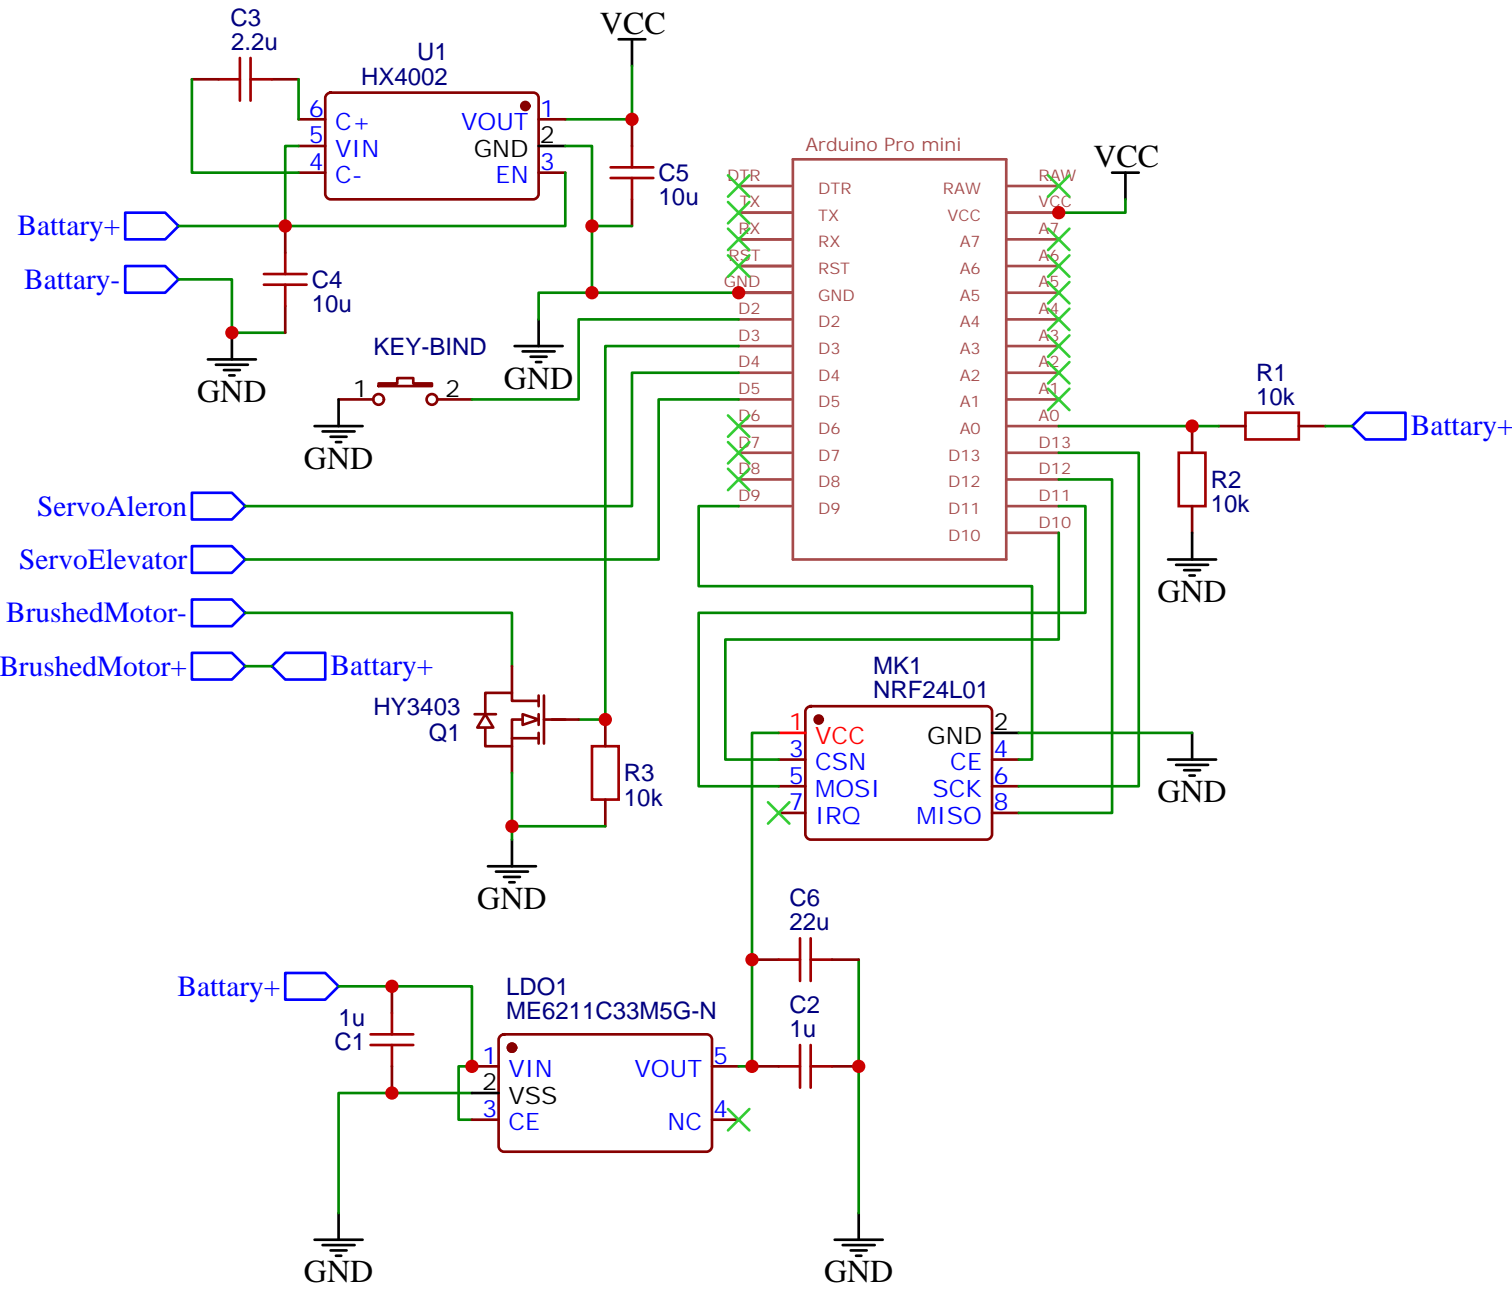 C3
2.2u
U1
HX4002
VCC
6
C+
VOUT
1
5
VIN
GND
2
4
C-
EN
3
C5
10u
Battary+
Battary-
C4
10u
GND
GND
KEY-BIND
1
2
GND
Arduino Pro mini
DTR
DTR
RAW
RAW
VCC
TX
TX
VCC
VCC
RX
RX
A7
A7
RST
RST
A6
A6
GND
GND
A5
A5
D2
D2
A4
A4
D3
D3
A3
A3
D4
D4
A2
A2
D5
D5
A1
A1
D6
D6
A0
A0
D7
D7
D13
D13
D8
D8
D12
D12
D9
D9
D11
D11
D10
D10
R1
10k
Battary+
R2
10k
GND
ServoAleron
ServoElevator
BrushedMotor-
BrushedMotor+
Battary+
HY3403
Q1
R3
10k
GND
MK1
NRF24L01
1
VCC
GND
2
3
CSN
CE
4
5
MOSI
SCK
6
7
IRQ
MISO
8
GND
C6
22u
C2
1u
Battary+
1u
C1
LDO1
ME6211C33M5G-N
1
VIN
VOUT
5
2
VSS
3
CE
NC
4
GND
GND